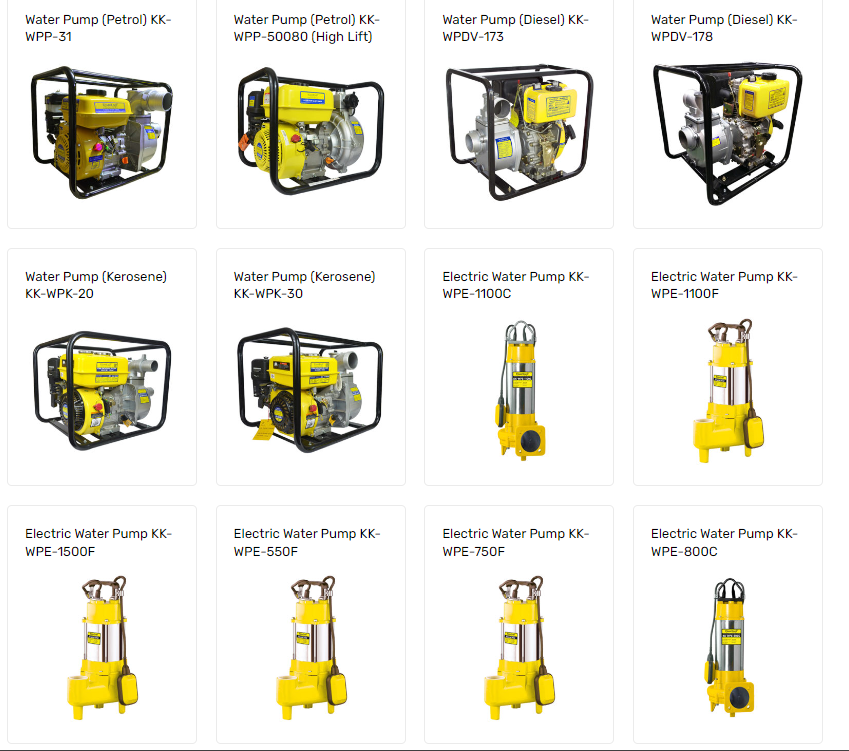 Water Pump (Petrol) KK-
WPP-31
Water Pump (Petrol) KK-
WPP-50080 (High Lift)
Water Pump (Diesel) KK-
WPDV-173
Water Pump (Diesel) KK-
WPDV-178
Water Pump (Kerosene)
KK-WPK-20
Water Pump (Kerosene)
KK-WPK-30
Electric Water Pump KK-
WPE-1100C
Electric Water Pump KK-
WPE-1100F
Electric Water Pump KK-
WPE-1500F
Electric Water Pump KK-
WPE-550F
Electric Water Pump KK-
WPE-750F
Electric Water Pump KK-
WPE-800C